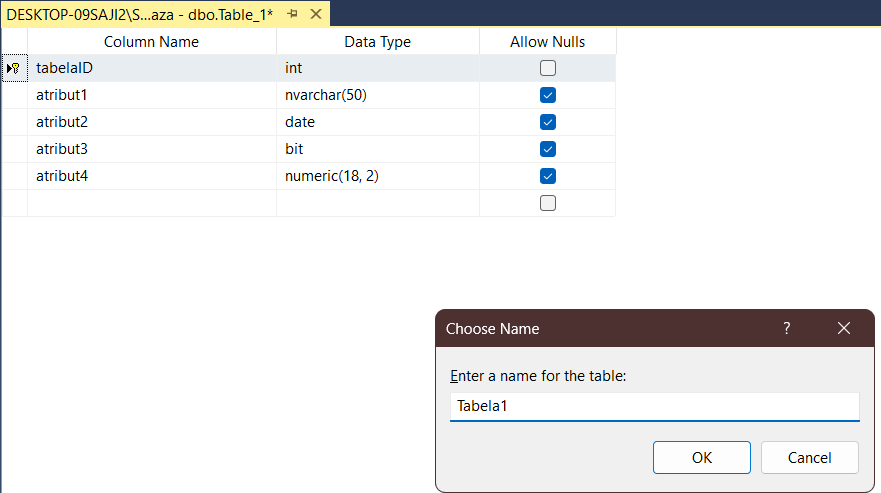 DESKTOP-09SAJI2\S...aza - dbo.Table_1*
Column Name Data Type Allow Nulls
tabelaID int
atribut1 nvarchar(50)
atribut2 date
atribut3 bit
atribut4 numeric(18, 2)
Choose Name ?
Enter a name for the table:
Tabela1
OK Cancel